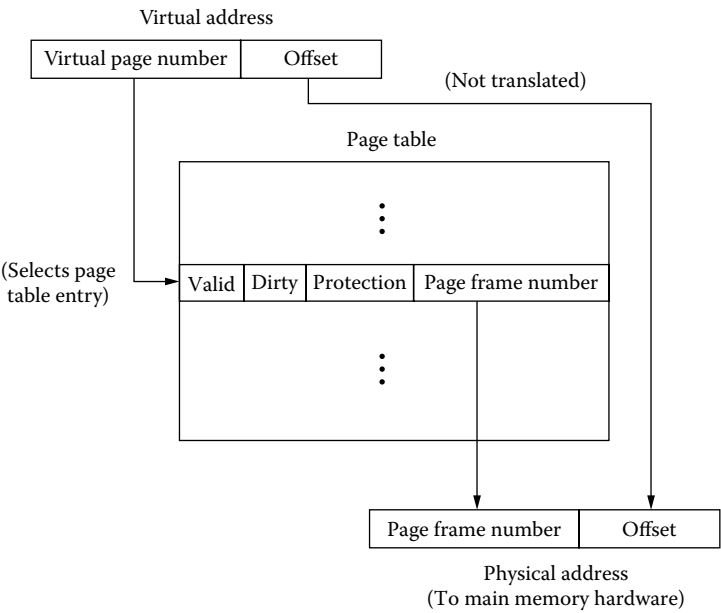 Virtual address
Virtual page number
Offset
(Not translated)
Page table
(Selects page
table entry)
Valid
Dirty
Protection
Page frame number
Page frame number
Offset
Physical address
(To main memory hardware)